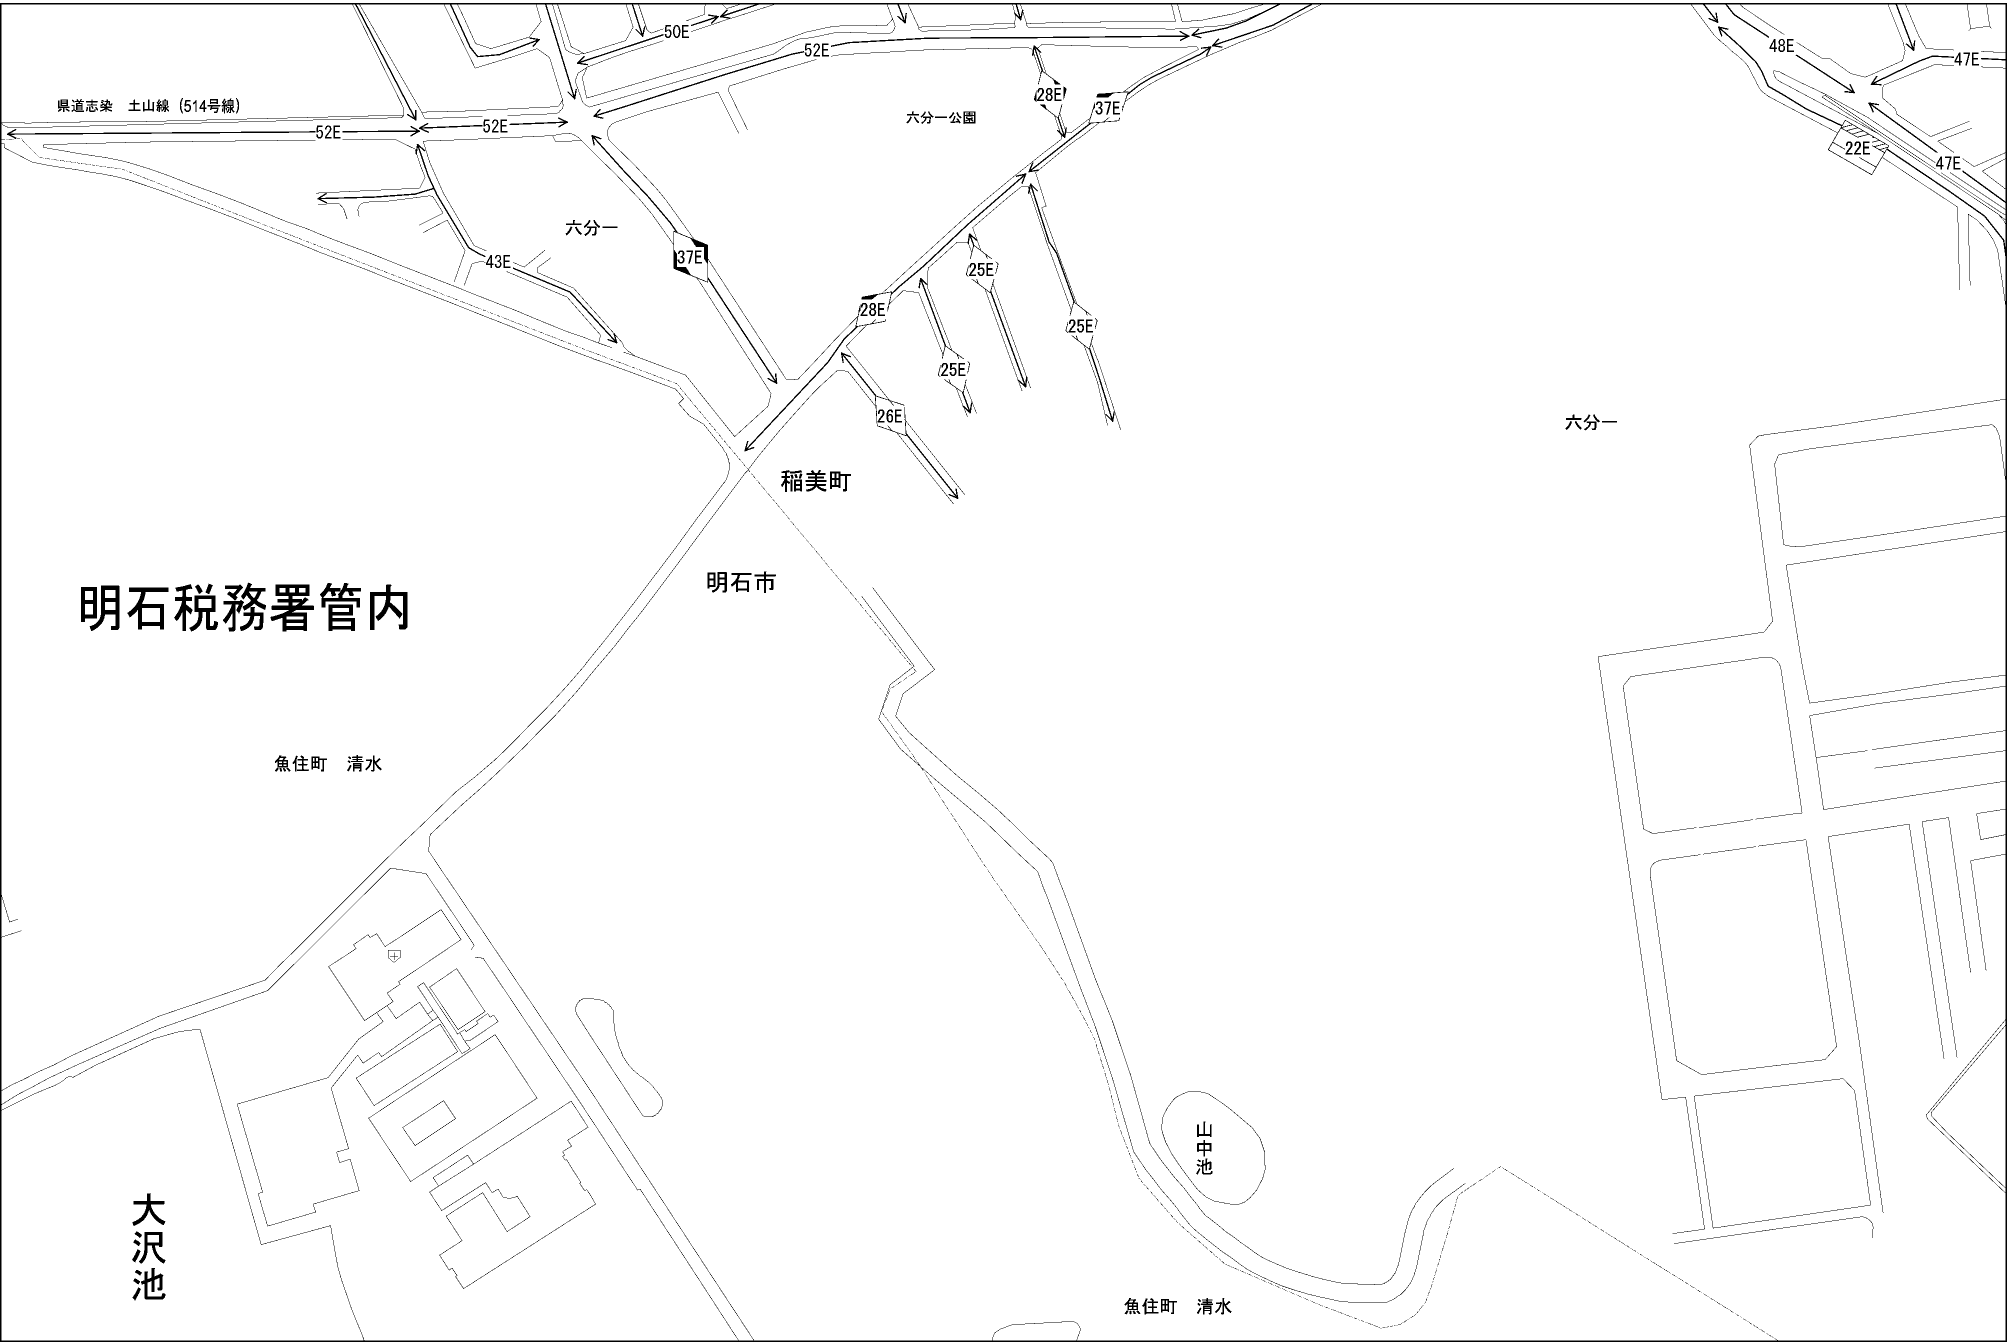 50E
52E
48E
47E
28E
37E
県道志染　土山線（514号線）
52E
52E
六分一公園
22E
47E
六分一
43E
37E
25E
28E
25E
25E
26E
六分一
稲美町
明石市
明石税務署管内
魚住町　清水
山中池
大沢池
魚住町　清水